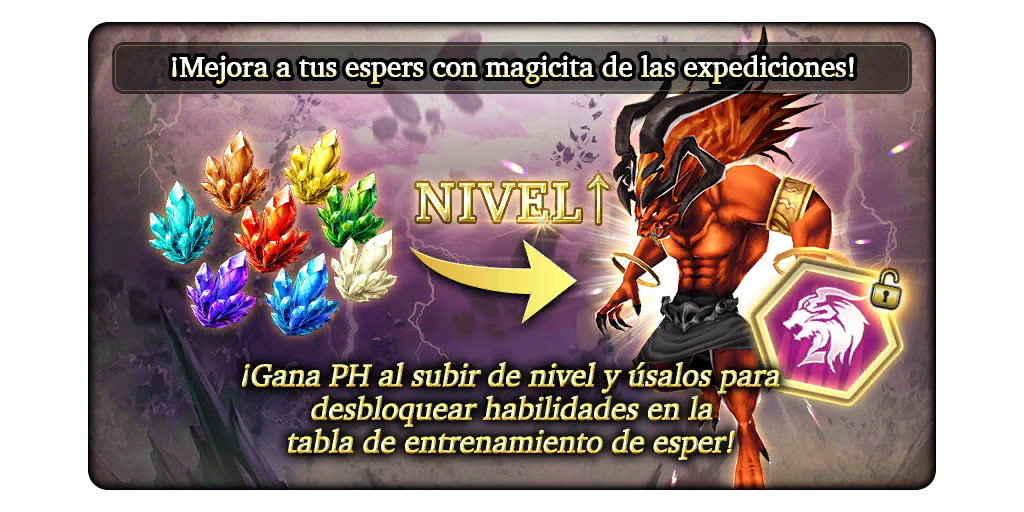 ¡Mejora a tus espers con magicita de las expediciones!
NIVEL↑
¡Gana PH al subir de nivel y úsalos para
desbloquear habilidades en la
tabla de entrenamiento de esper!